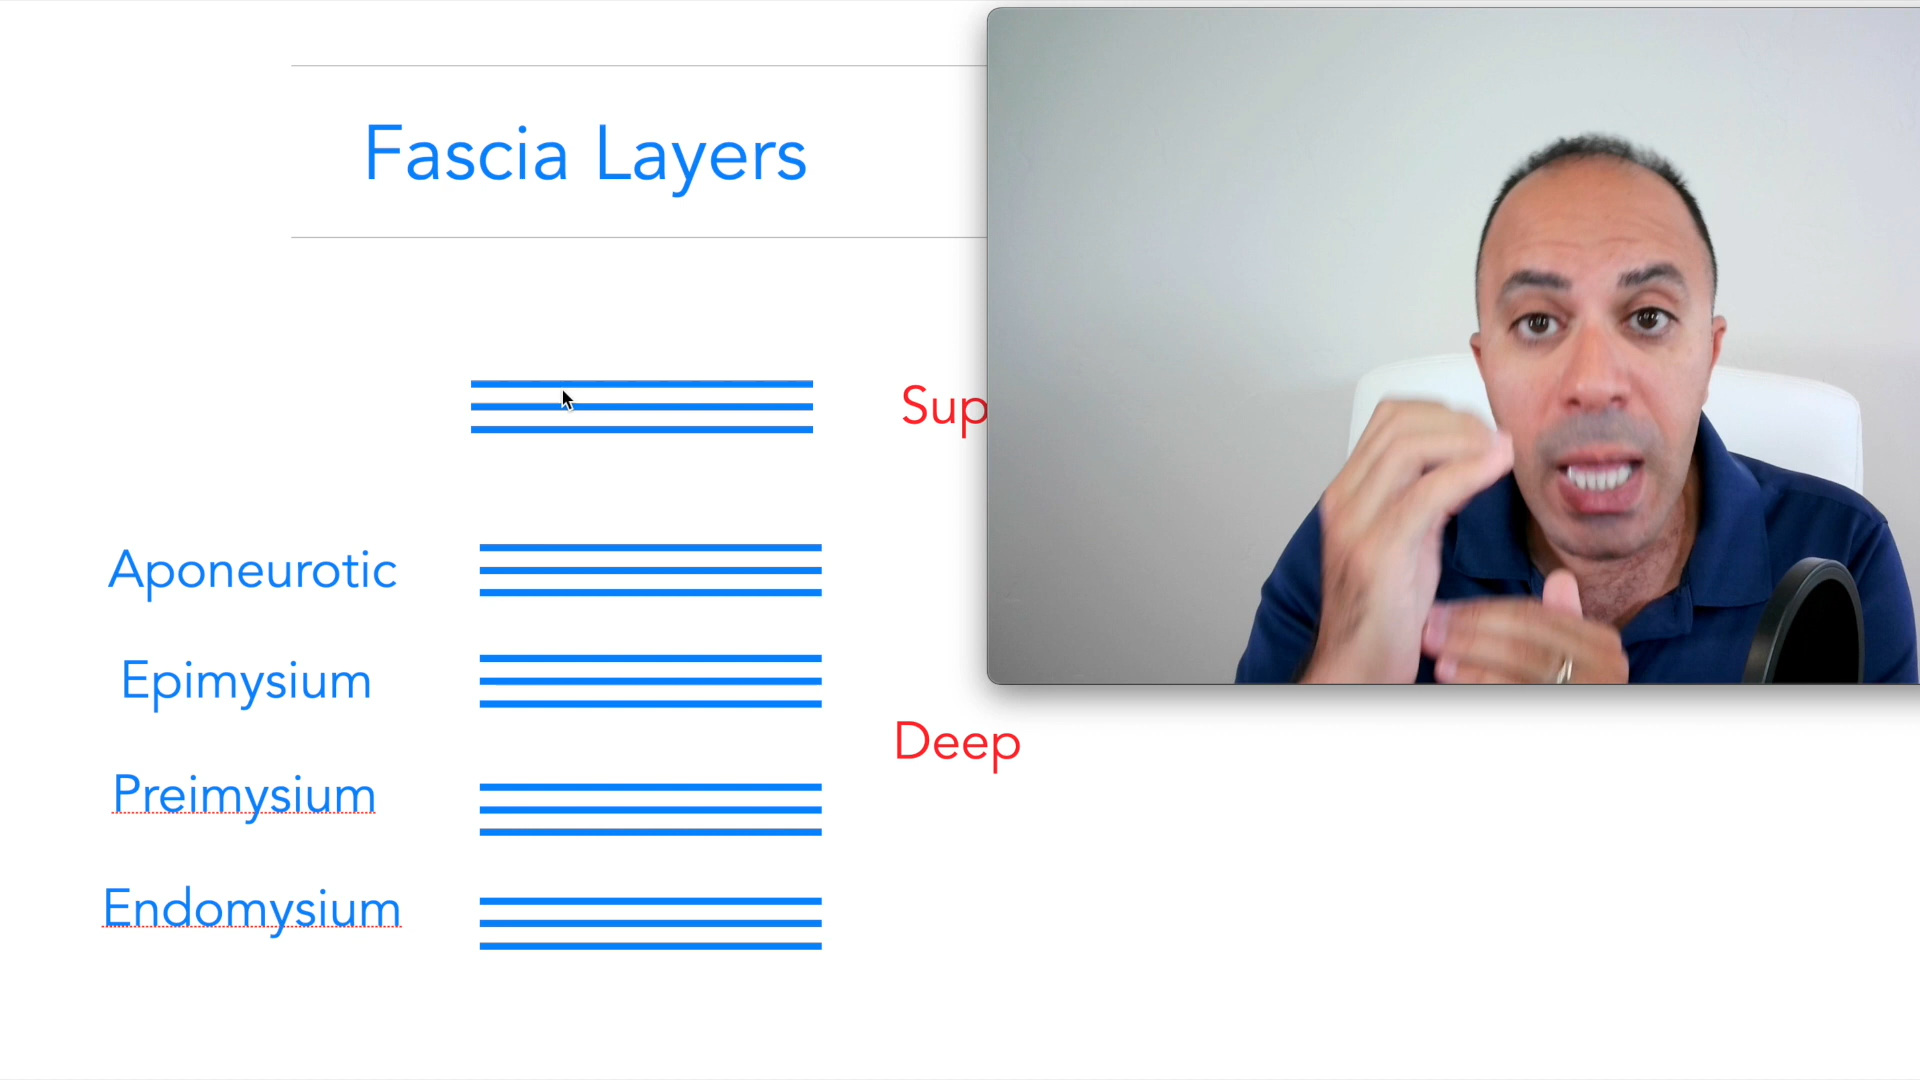 Fascia Layers
Sup
Aponeurotic
Epimysium
Deep
Preimysium
Endomysium